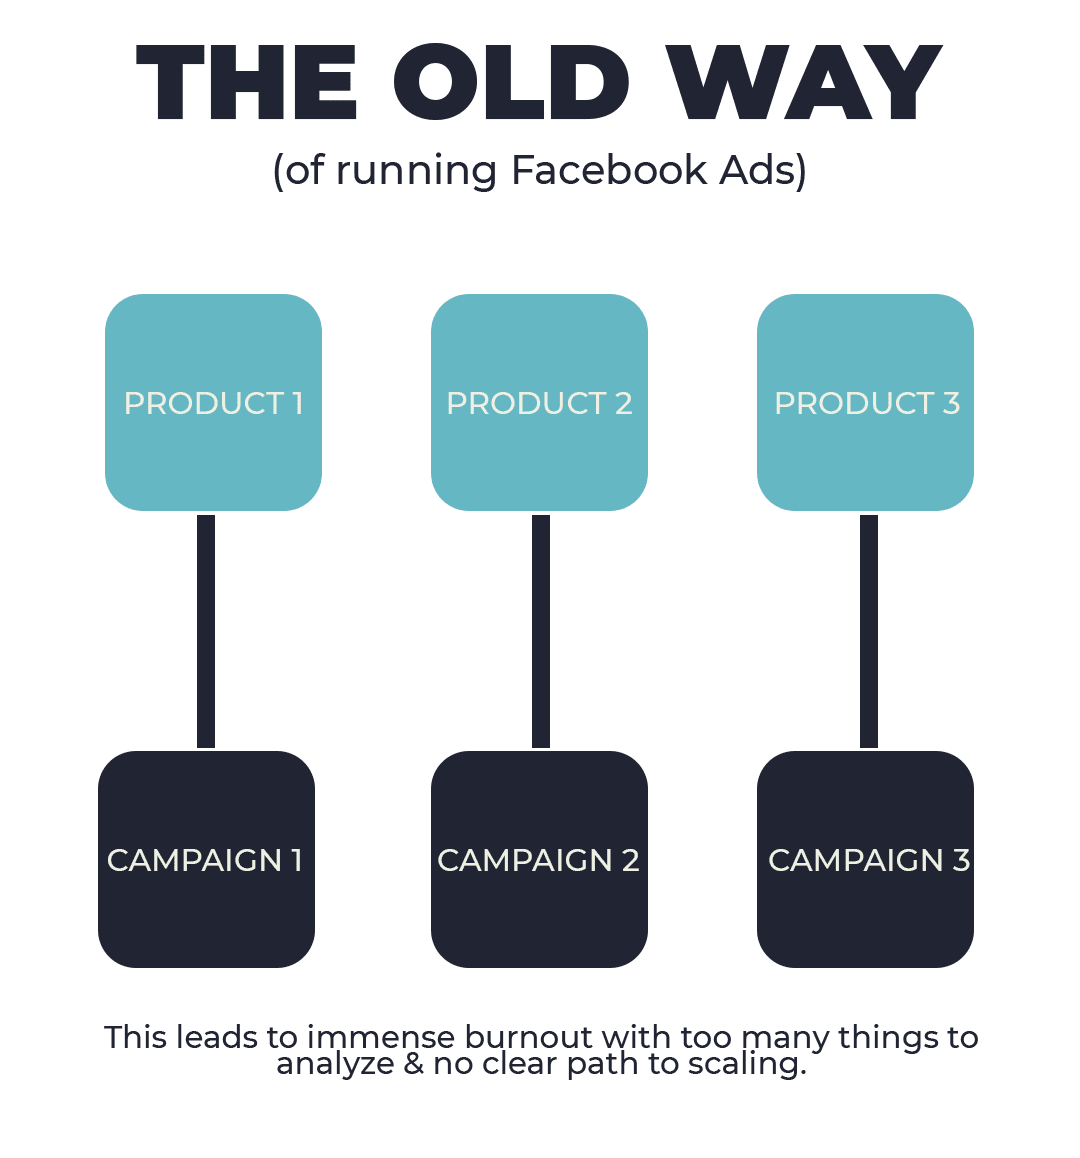 THE OLD WAY
(of running Facebook Ads)
PRODUCT 1
PRODUCT 2
PRODUCT 3
CAMPAIGN 1
CAMPAIGN 2
CAMPAIGN 3
This leads to immense burnout with too many things to
analyze & no clear path to scaling.